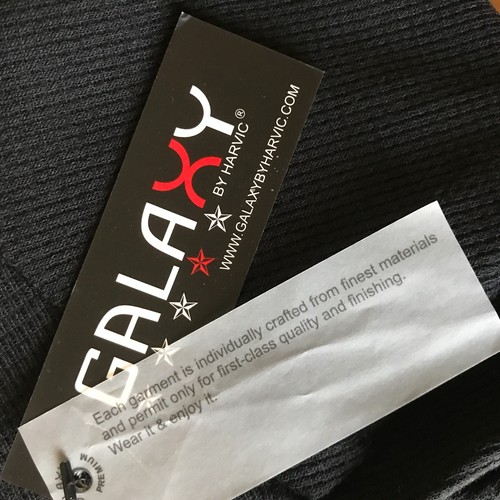 GALAXY
BY HARVIC ®
WWW.GALAXYBYHARVIC.COM
Each garment is individually crafted from finest materials
and permit only for first-class quality and finishing.
Wear it & enjoy it.
PREMIUM